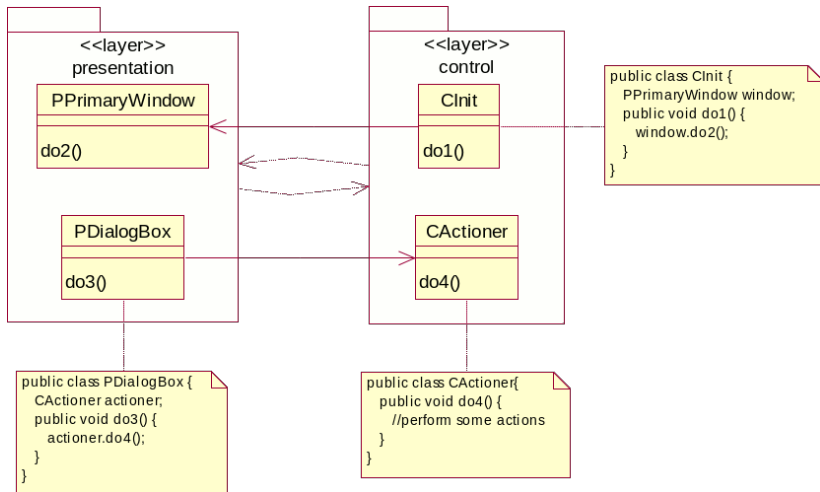 <<layer>>
presentation
PPrimaryWindow
do2()
PDialogBox
do3()
<<layer>>
control
CInit
do1()
CActioner
do4()
public class CInit {
PPrimaryWindow window;
public void do1() {
window.do2();
}
}
public class PDialogBox {
CActioner actioner;
public void do3() {
actioner.do4();
}
}
public class CActioner{
public void do4() {
//perform some actions
}
}